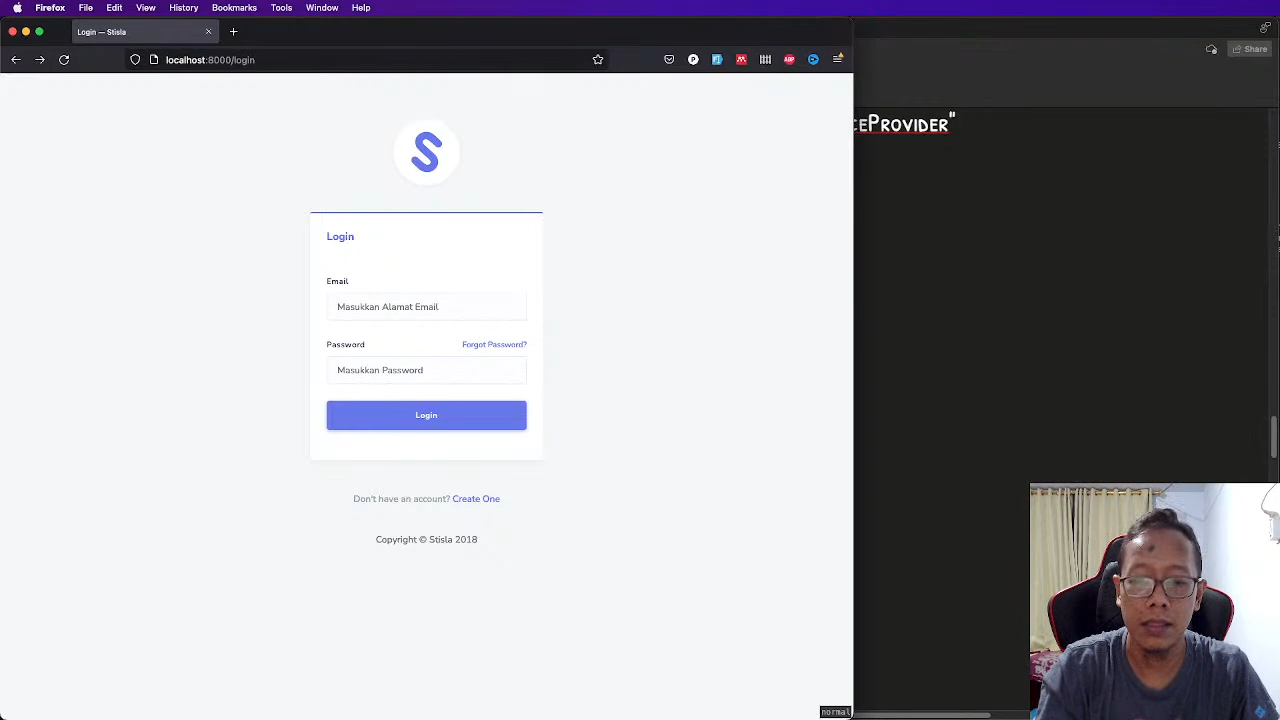 Firefox File Edit View History Bookmarks Tools Window Help
Login — Stisla
localhost:8000/login
P
ABP
Share
ceProvider"
Login
Email
Masukkan Alamat Email
Password Forgot Password?
Masukkan Password
Login
Don't have an account? Create One
Copyright © Stisla 2018
normal